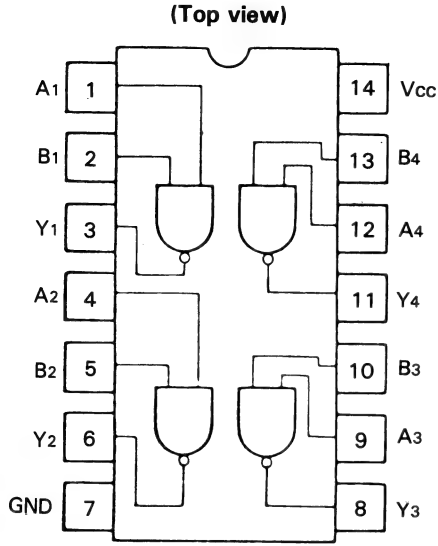 (Top view)
A1 1 14 Vcc
B1 2 13 B4
Y1 3 12 A4
A2 4 11 Y4
B2 5 10 B3
Y2 6 9 A3
GND 7 8 Y3